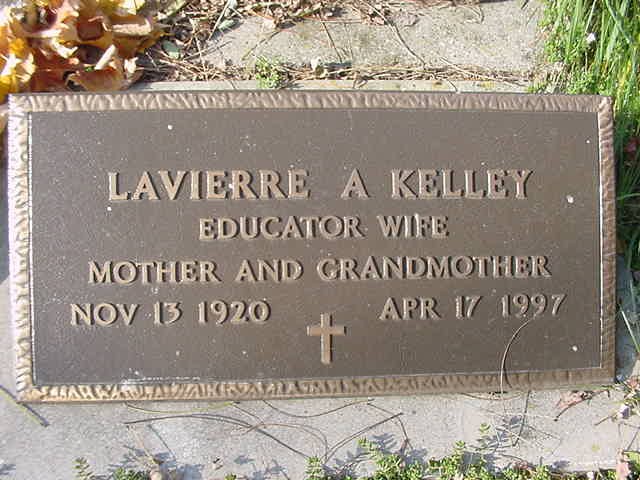 LAVIERRE A KELLEY
EDUCATOR WIFE
MOTHER AND GRANDMOTHER
NOV 13 1920 APR 17 1997